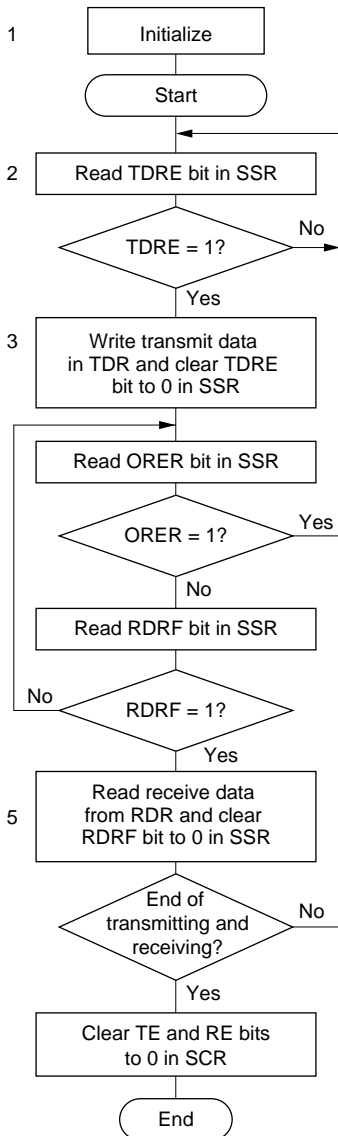 1
Initialize
Start
2
Read TDRE bit in SSR
TDRE = 1?
No
Yes
3
Write transmit data
in TDR and clear TDRE
bit to 0 in SSR
Read ORER bit in SSR
ORER = 1?
Yes
No
Read RDRF bit in SSR
No
RDRF = 1?
Yes
5
Read receive data
from RDR and clear
RDRF bit to 0 in SSR
End of
transmitting and
receiving?
No
Yes
Clear TE and RE bits
to 0 in SCR
End